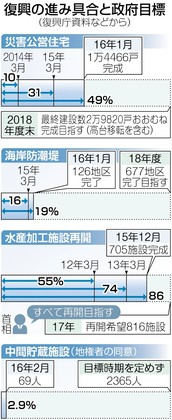 復興の進み具合と政府目標
(復興庁資料などから)
災害公営住宅
2014年
3月
15年
3月
16年1月
1万4466戸
完成
10
31
49%
2018
年度末
最終建設数2万9820戸おおむね
完成目指す(高台移転を含む)
海岸防潮堤
15年
3月
16年1月
126地区
完了
18年度
677地区
完了目指す
16
19%
水産加工施設再開
15年12月
705施設完成
12年3月
13年3月
55%
74
86
首相
すべて再開目指す
17年
再開希望816施設
中間貯蔵施設(地権者の同意)
16年2月
69人
目標時期を定めず
2365人
2.9%